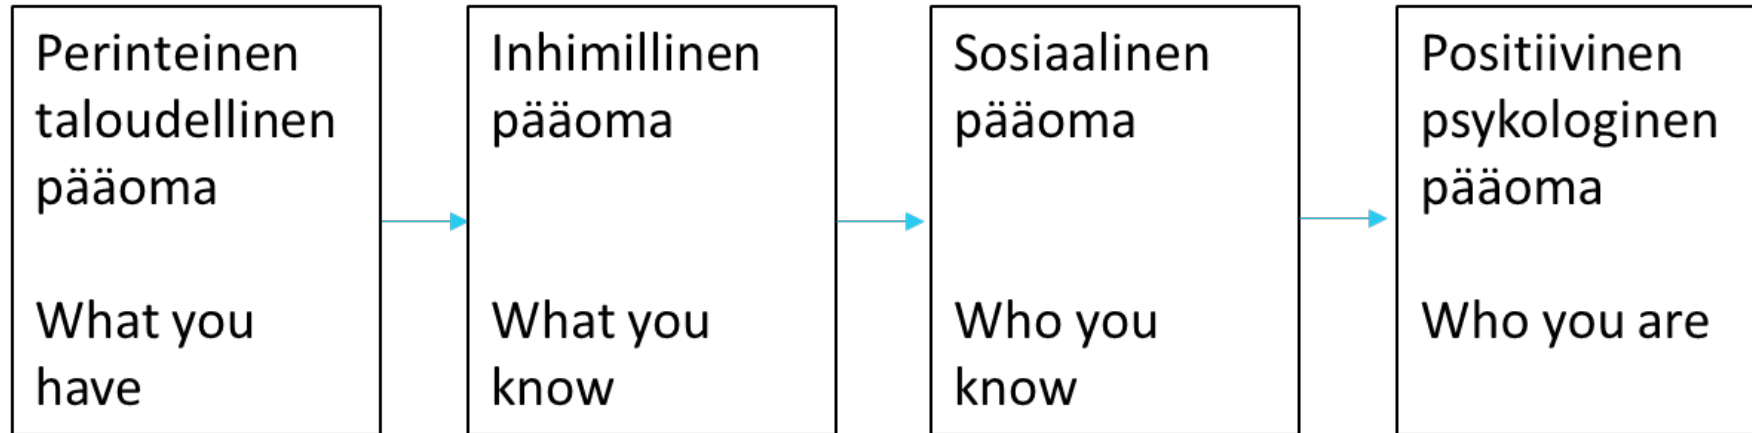 Perinteinen
taloudellinen
pääoma
What you
have
Inhimillinen
pääoma
What you
know
Sosiaalinen
pääoma
Who you
know
Positiivinen
psykologinen
pääoma
Who you are